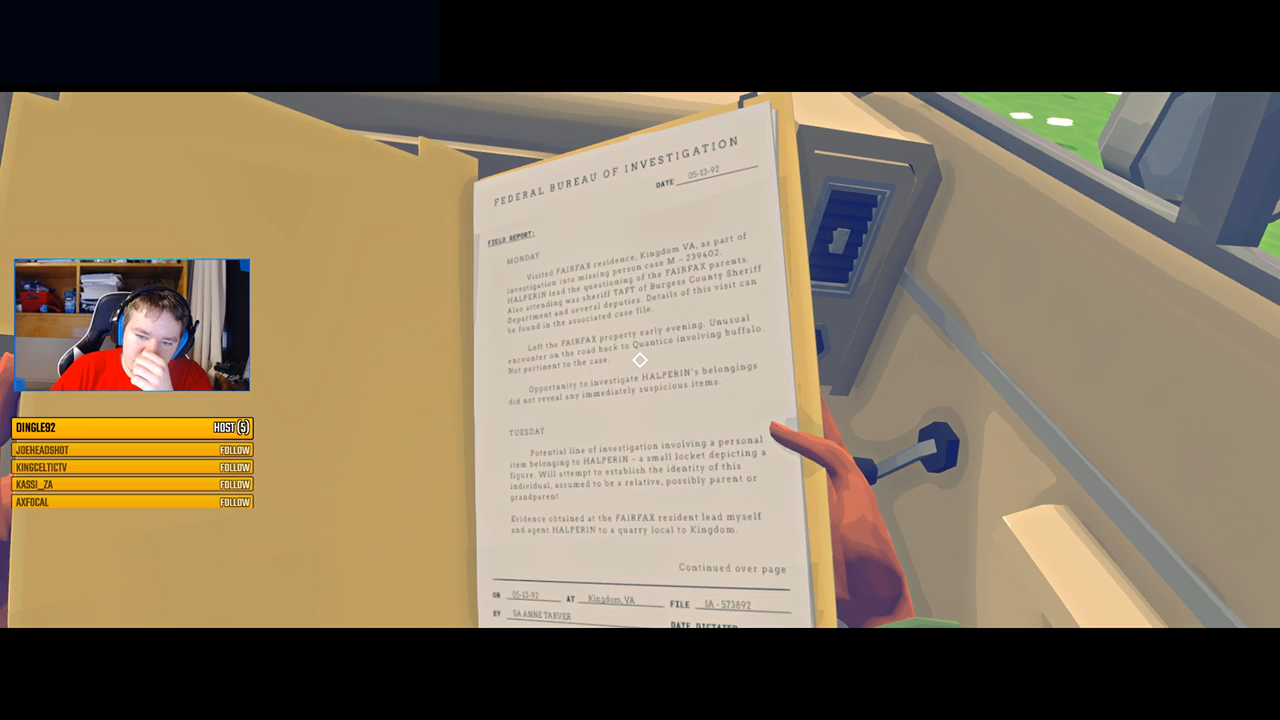 FEDERAL BUREAU OF INVESTIGATION
DATE 05-13-92
FIELD REPORT:
MONDAY
Visited FAIRFAX residence, Kingdom VA, as part of
investigation into missing person case M - 239402.
HALPERIN lead the questioning of the FAIRFAX parents.
Also attending was sheriff TAFT of Burgess County Sheriff
Department and several deputies. Details of this visit can
be found in the associated case file.
Left the FAIRFAX property early evening. Unusual
encounter on the road back to Quantico involving buffalo.
Not pertinent to the case.
Opportunity to investigate HALPERIN's belongings
did not reveal any immediately suspicious items.
TUESDAY
Potential line of investigation involving a personal
item belonging to HALPERIN - a small locket depicting a
figure. Will attempt to establish the identity of this
individual, assumed to be a relative, possibly parent or
grandparent.
Evidence obtained at the FAIRFAX resident lead myself
and agent HALPERIN to a quarry local to Kingdom.
Continued over page
ON 05-13-92 AT Kingdom, VA FILE 1A - 573892
BY SA ANNE TARVER DATE DICTATED
DINGLE92 HOST (5)
JOEHEADSHOT FOLLOW
KINGCELTICTV FOLLOW
KASSI_ZA FOLLOW
AXFOCAL FOLLOW